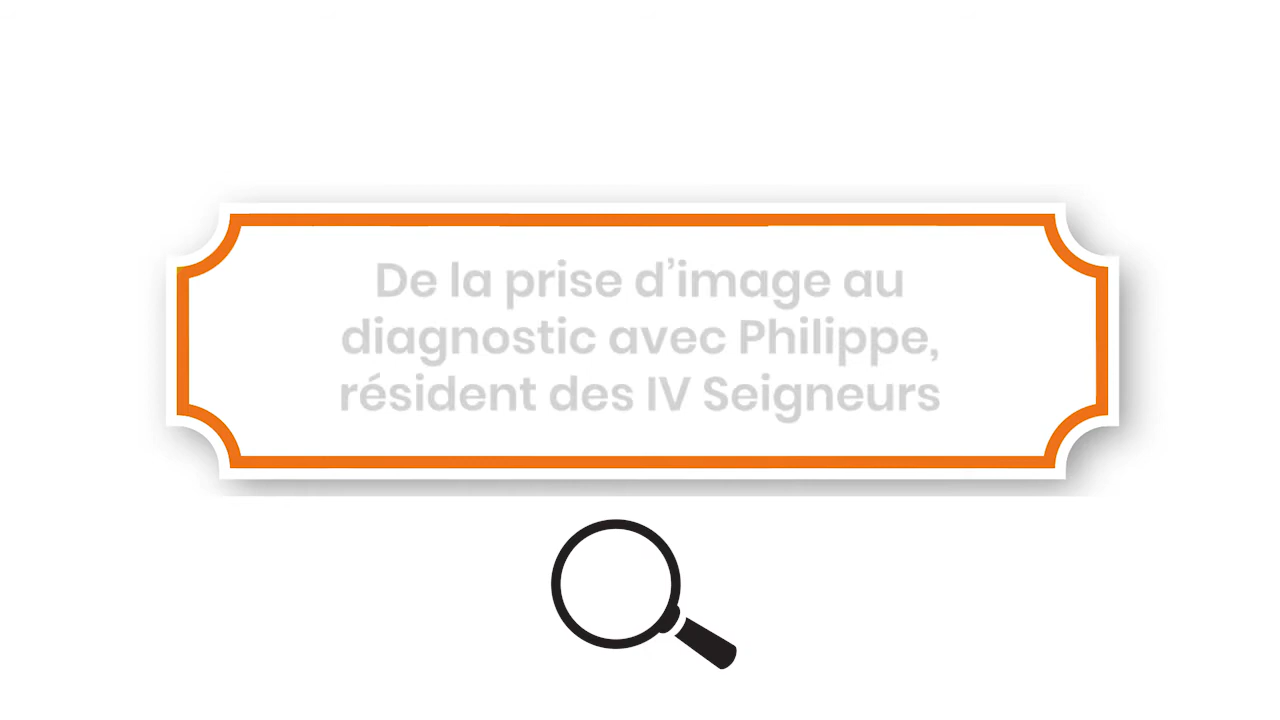 De la prise d’image au
diagnostic avec Philippe,
résident des IV Seigneurs